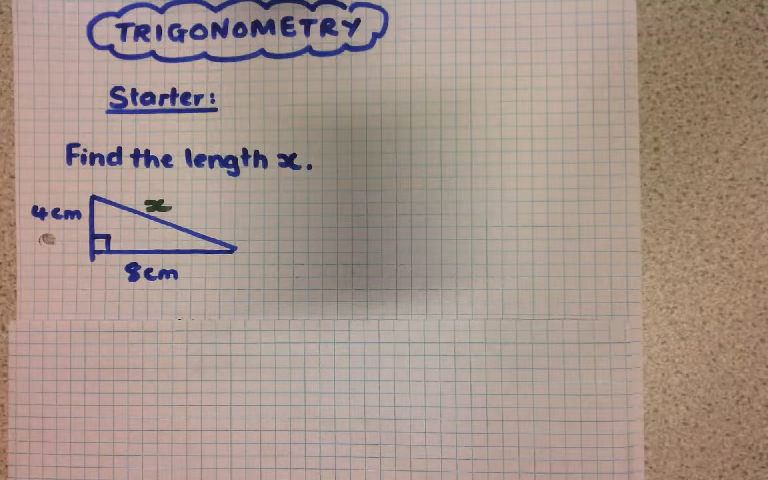 TRIGONOMETRY
Starter:
Find the length x.
x
4cm
8cm